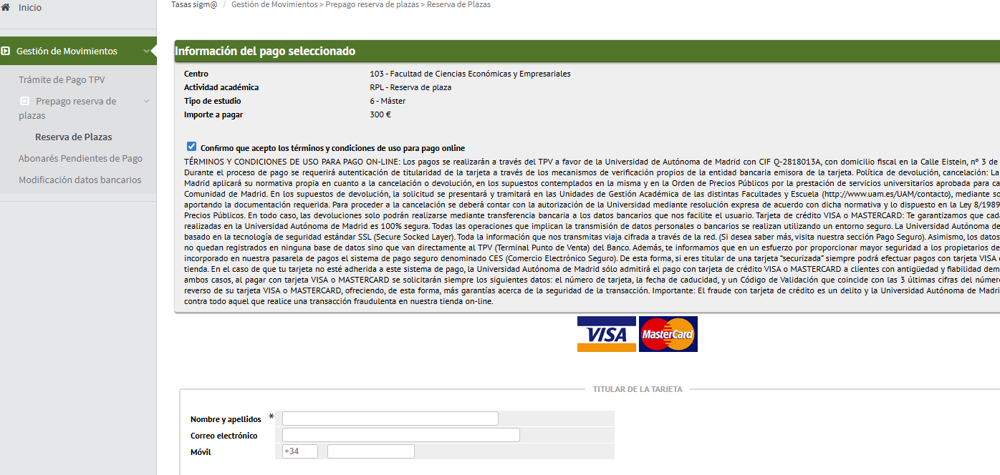 Inicio
Tasas sigm@ / Gestión de Movimientos > Prepago reserva de plazas > Reserva de Plazas
Gestión de Movimientos
Trámite de Pago TPV
Prepago reserva de
plazas
Reserva de Plazas
Abonarés Pendientes de Pago
Modificación datos bancarios
Información del pago seleccionado
Centro 103 - Facultad de Ciencias Económicas y Empresariales
Actividad académica RPL - Reserva de plaza
Tipo de estudio 6 - Máster
Importe a pagar 300 €
Confirmo que acepto los términos y condiciones de uso para pago online
TÉRMINOS Y CONDICIONES DE USO PARA PAGO ON-LINE: Los pagos se realizarán a través del TPV a favor de la Universidad de Autónoma de Madrid con CIF Q-2818013A, con domicilio fiscal en la Calle Eistein, nº 3 de
Durante el proceso de pago se requerirá autenticación de titularidad de la tarjeta a través de los mecanismos de verificación propios de la entidad bancaria emisora de la tarjeta. Política de devolución, cancelación: La
Madrid aplicará su normativa propia en cuanto a la cancelación o devolución, en los supuestos contemplados en la misma y en la Orden de Precios Públicos por la prestación de servicios universitarios aprobada para ca
Comunidad de Madrid. En los supuestos de devolución, la solicitud se presentará y tramitará en las Unidades de Gestión Académica de las distintas Facultades y Escuela (http://www.uam.es/UAM/contacto), mediante so
aportando la documentación requerida. Para proceder a la cancelación se deberá contar con la autorización de la Universidad mediante resolución expresa de acuerdo con dicha normativa y lo dispuesto en la Ley 8/1989
Precios Públicos. En todo caso, las devoluciones solo podrán realizarse mediante transferencia bancaria a los datos bancarios que nos facilite el usuario. Tarjeta de crédito VISA o MASTERCARD: Te garantizamos que cad
realizadas en la Universidad Autónoma de Madrid es 100% segura. Todas las operaciones que implican la transmisión de datos personales o bancarios se realizan utilizando un entorno seguro. La Universidad Autónoma de
basado en la tecnología de seguridad estándar SSL (Secure Socked Layer). Toda la información que nos transmitas viaja cifrada a través de la red. (Si desea saber más, visita nuestra sección Pago Seguro). Asimismo, los datos
no quedan registrados en ninguna base de datos sino que van directamente al TPV (Terminal Punto de Venta) del Banco. Además, te informamos que en un esfuerzo por proporcionar mayor seguridad a los propietarios de
incorporado en nuestra pasarela de pagos el sistema de pago seguro denominado CES (Comercio Electrónico Seguro). De esta forma, si eres titular de una tarjeta “securizada” siempre podrá efectuar pagos con tarjeta VISA
tienda. En el caso de que tu tarjeta no esté adherida a este sistema de pago, la Universidad Autónoma de Madrid sólo admitirá el pago con tarjeta de crédito VISA o MASTERCARD a clientes con antigüedad y fiabilidad dem
ambos casos, al pagar con tarjeta VISA o MASTERCARD se solicitarán siempre los siguientes datos: el número de tarjeta, la fecha de caducidad, y un Código de Validación que coincide con las 3 últimas cifras del númer
reverso de su tarjeta VISA o MASTERCARD, ofreciendo, de esta forma, más garantías acerca de la seguridad de la transacción. Importante: El fraude con tarjeta de crédito es un delito y la Universidad Autónoma de Madri
contra todo aquel que realice una transacción fraudulenta en nuestra tienda on-line.
VISA MasterCard
TITULAR DE LA TARJETA
Nombre y apellidos *
Correo electrónico
Móvil +34